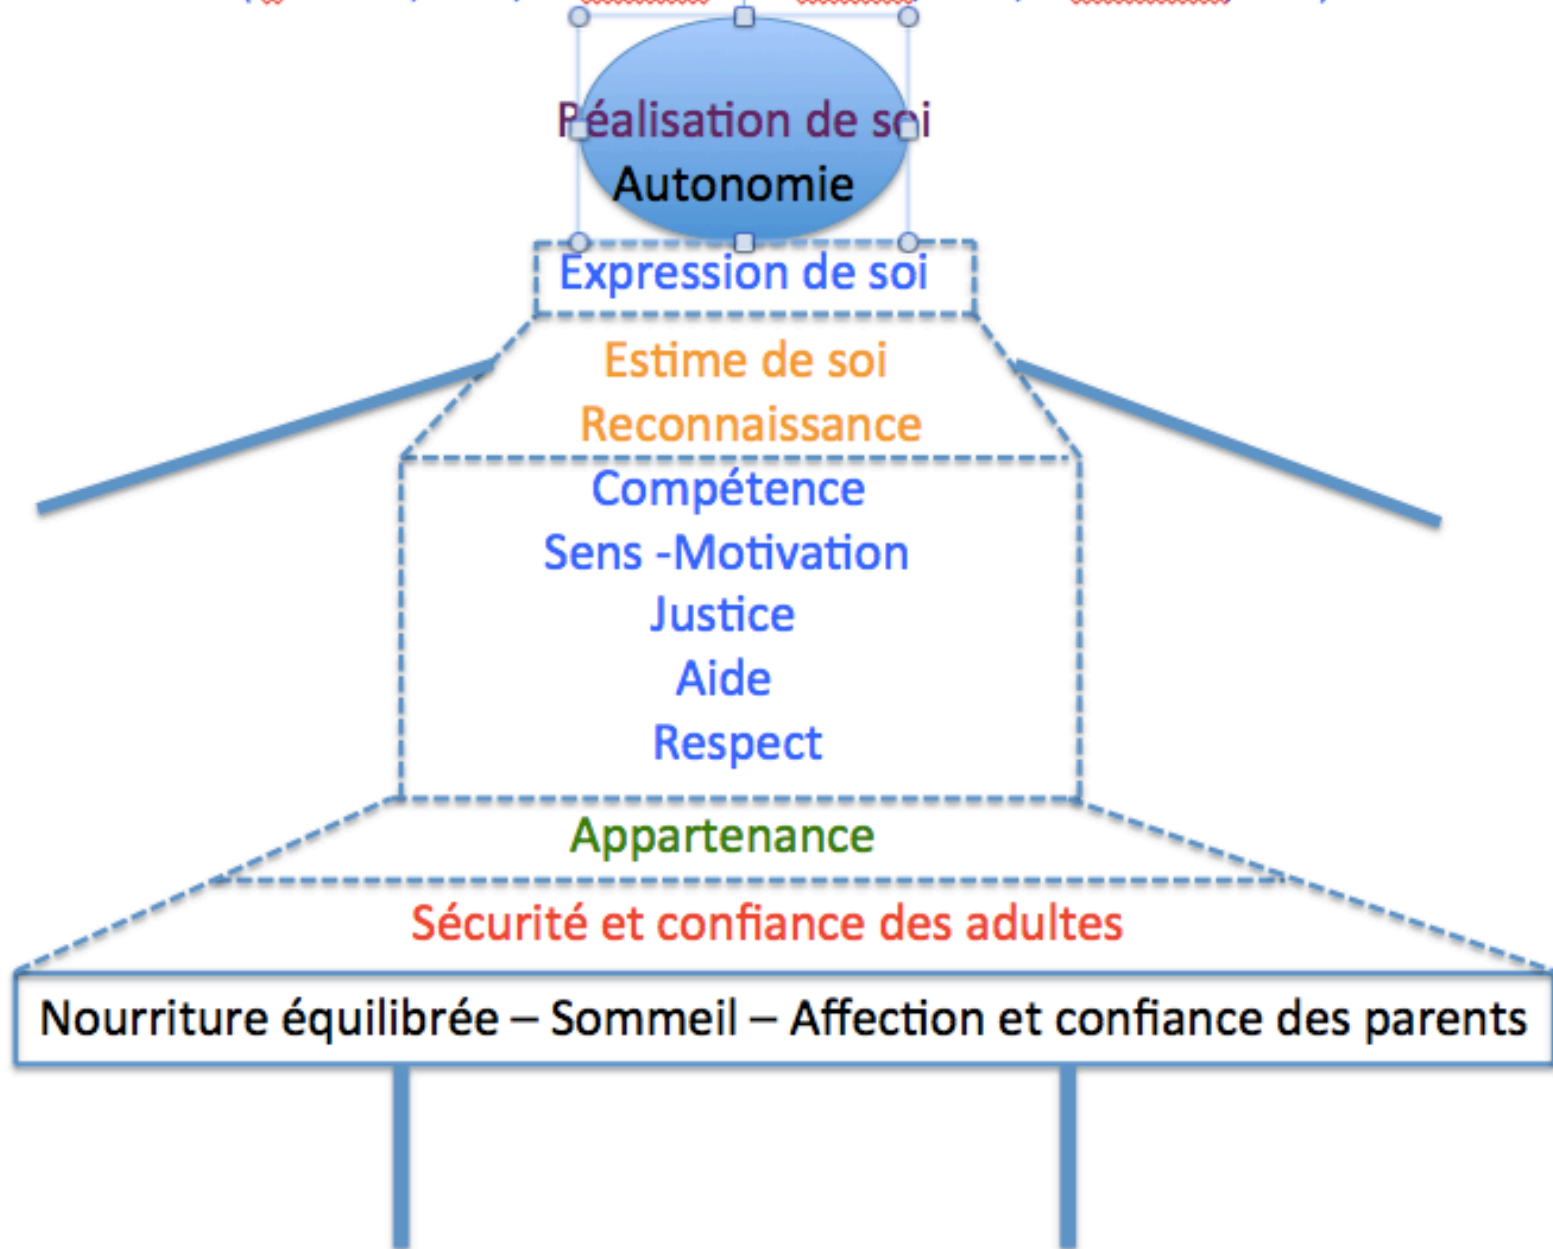 Réalisation de soi
Autonomie
Expression de soi
Estime de soi
Reconnaissance
Compétence
Sens -Motivation
Justice
Aide
Respect
Appartenance
Sécurité et confiance des adultes
Nourriture équilibrée – Sommeil – Affection et confiance des parents